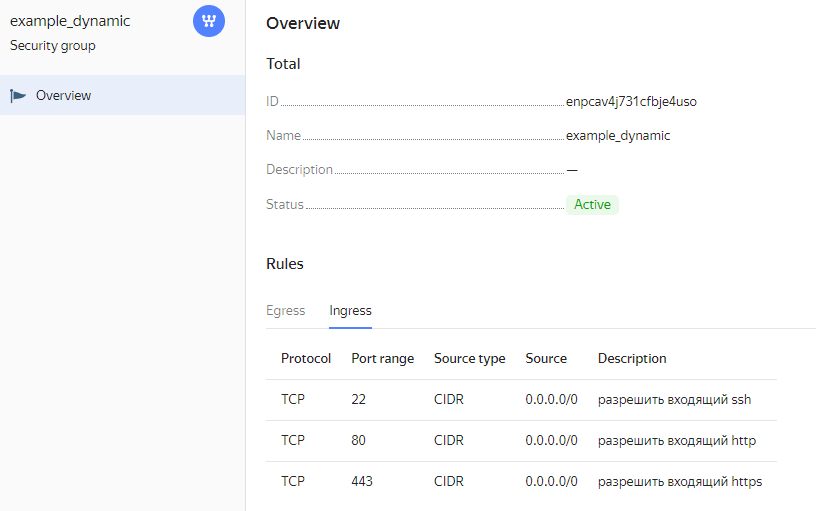 example_dynamic
Security group
Overview
Overview
Total
ID enpcav4j731cfbje4uso
Name example_dynamic
Description —
Status Active
Rules
Egress Ingress
Protocol Port range Source type Source Description
TCP 22 CIDR 0.0.0.0/0 разрешить входящий ssh
TCP 80 CIDR 0.0.0.0/0 разрешить входящий http
TCP 443 CIDR 0.0.0.0/0 разрешить входящий https